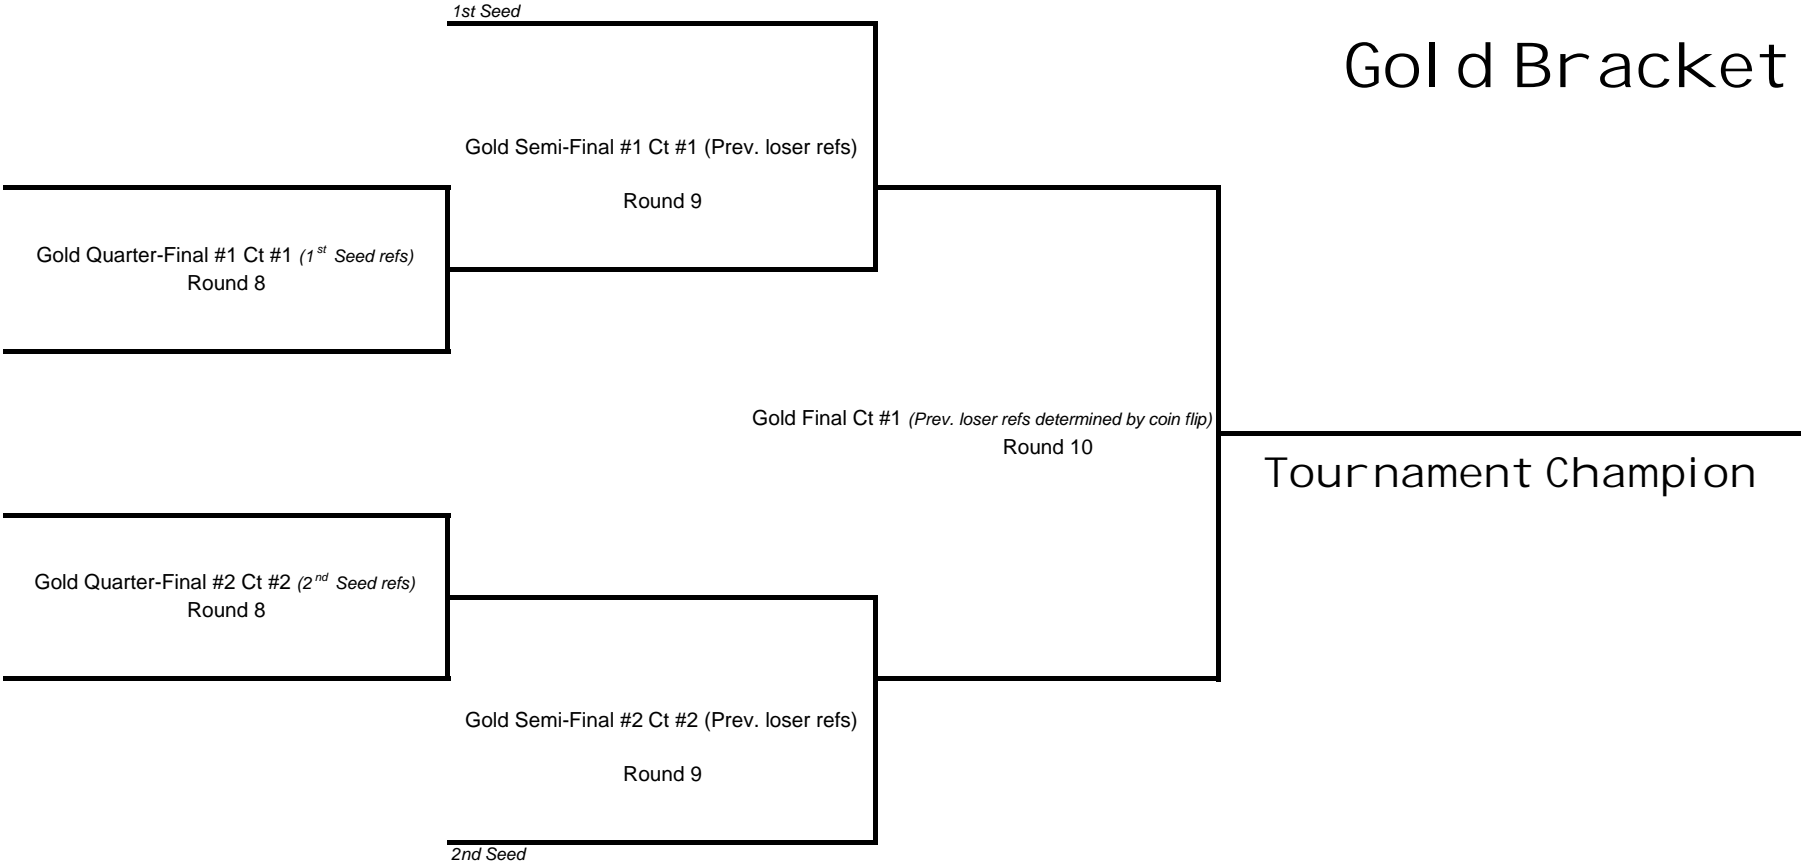 1st Seed
Gold Bracket
Gold Semi-Final #1 Ct #1 (Prev. loser refs)
Round 9
Gold Quarter-Final #1 Ct #1 (1st Seed refs)
Round 8
Gold Final Ct #1 (Prev. loser refs determined by coin flip)
Round 10
Tournament Champion
Gold Quarter-Final #2 Ct #2 (2nd Seed refs)
Round 8
Gold Semi-Final #2 Ct #2 (Prev. loser refs)
Round 9
2nd Seed